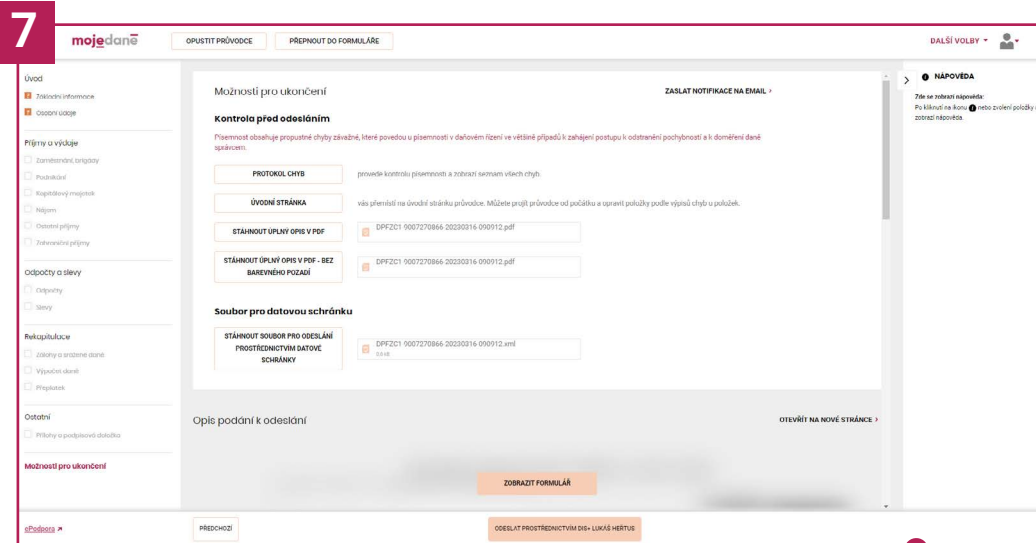 7
mojedaně
OPUSTIT PRŮVODCE
PŘEPNOUT DO FORMULÁŘE
DALŠÍ VOLBY
Úvod
Základní informace
Osobní údaje
Příjmy a výdaje
Zaměstnání, brigády
Podnikání
Kapitálový majetek
Nájem
Ostatní příjmy
Zahraniční příjmy
Odpočty a slevy
Odpočty
Slevy
Rekapitulace
Zálohy a sražené daně
Výpočet daně
Přeplatek
Ostatní
Přílohy a podpisová doložka
Možnosti pro ukončení
ePodpora
Možnosti pro ukončení
ZASLAT NOTIFIKACE NA EMAIL
Kontrola před odesláním
Písemnost obsahuje propustné chyby závažné, které povedou u písemnosti v daňovém řízení ve většině případů k zahájení postupu k odstranění pochybností a k doměření daně
správcem.
PROTOKOL CHYB
provede kontrolu písemnosti a zobrazí seznam všech chyb.
ÚVODNÍ STRÁNKA
vás přemístí na úvodní stránku průvodce. Můžete projít průvodce od počátku a opravit položky podle výpisů chyb u položek.
STÁHNOUT ÚPLNÝ OPIS V PDF
DPFZC1-9007270866-20230316-090912.pdf
STÁHNOUT ÚPLNÝ OPIS V PDF - BEZ
BAREVNÉHO POZADÍ
DPFZC1-9007270866-20230316-090912.pdf
Soubor pro datovou schránku
STÁHNOUT SOUBOR PRO ODESLÁNÍ
PROSTŘEDNICTVÍM DATOVÉ
SCHRÁNKY
DPFZC1-9007270866-20230316-090912.xml
Opis podání k odeslání
OTEVŘÍT NA NOVÉ STRÁNCE
ZOBRAZIT FORMULÁŘ
PŘEDCHOZÍ
ODESLAT PROSTŘEDNICTVÍM DIS+ LUKÁŠ HEŘTUS
NÁPOVĚDA
Zde se zobrazí nápověda:
Po kliknutí na ikonu nebo zvolení položky
zobrazí nápověda.